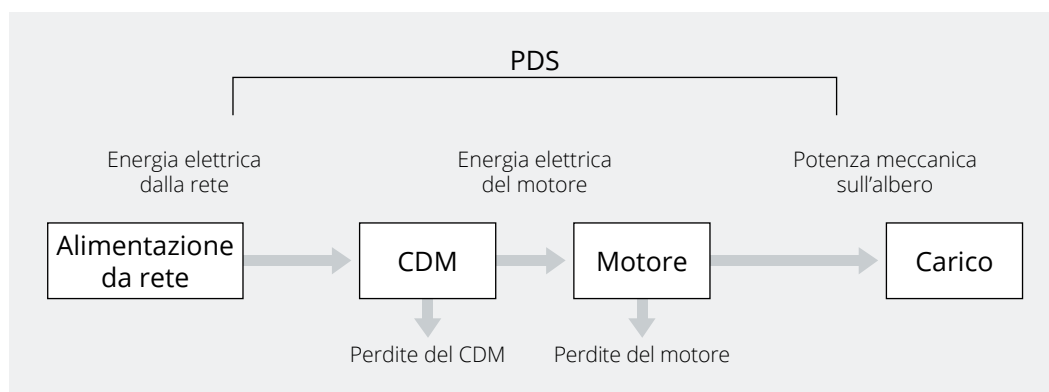 PDS
Energia elettrica
dalla rete
Energia elettrica
del motore
Potenza meccanica
sull'albero
Alimentazione
da rete
CDM
Motore
Carico
Perdite del CDM
Perdite del motore